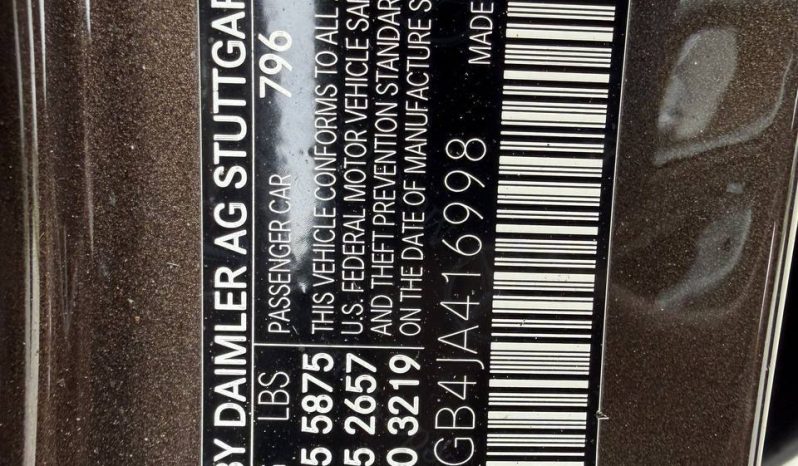 BY DAIMLER AG STUTTGAR
LBS PASSENGER CAR 796
5 5875 THIS VEHICLE CONFORMS TO ALL
U.S. FEDERAL MOTOR VEHICLE SAF
5 2657 AND THEFT PREVENTION STANDAR
0 3219 ON THE DATE OF MANUFACTURE S
GB4JA416998 MADE